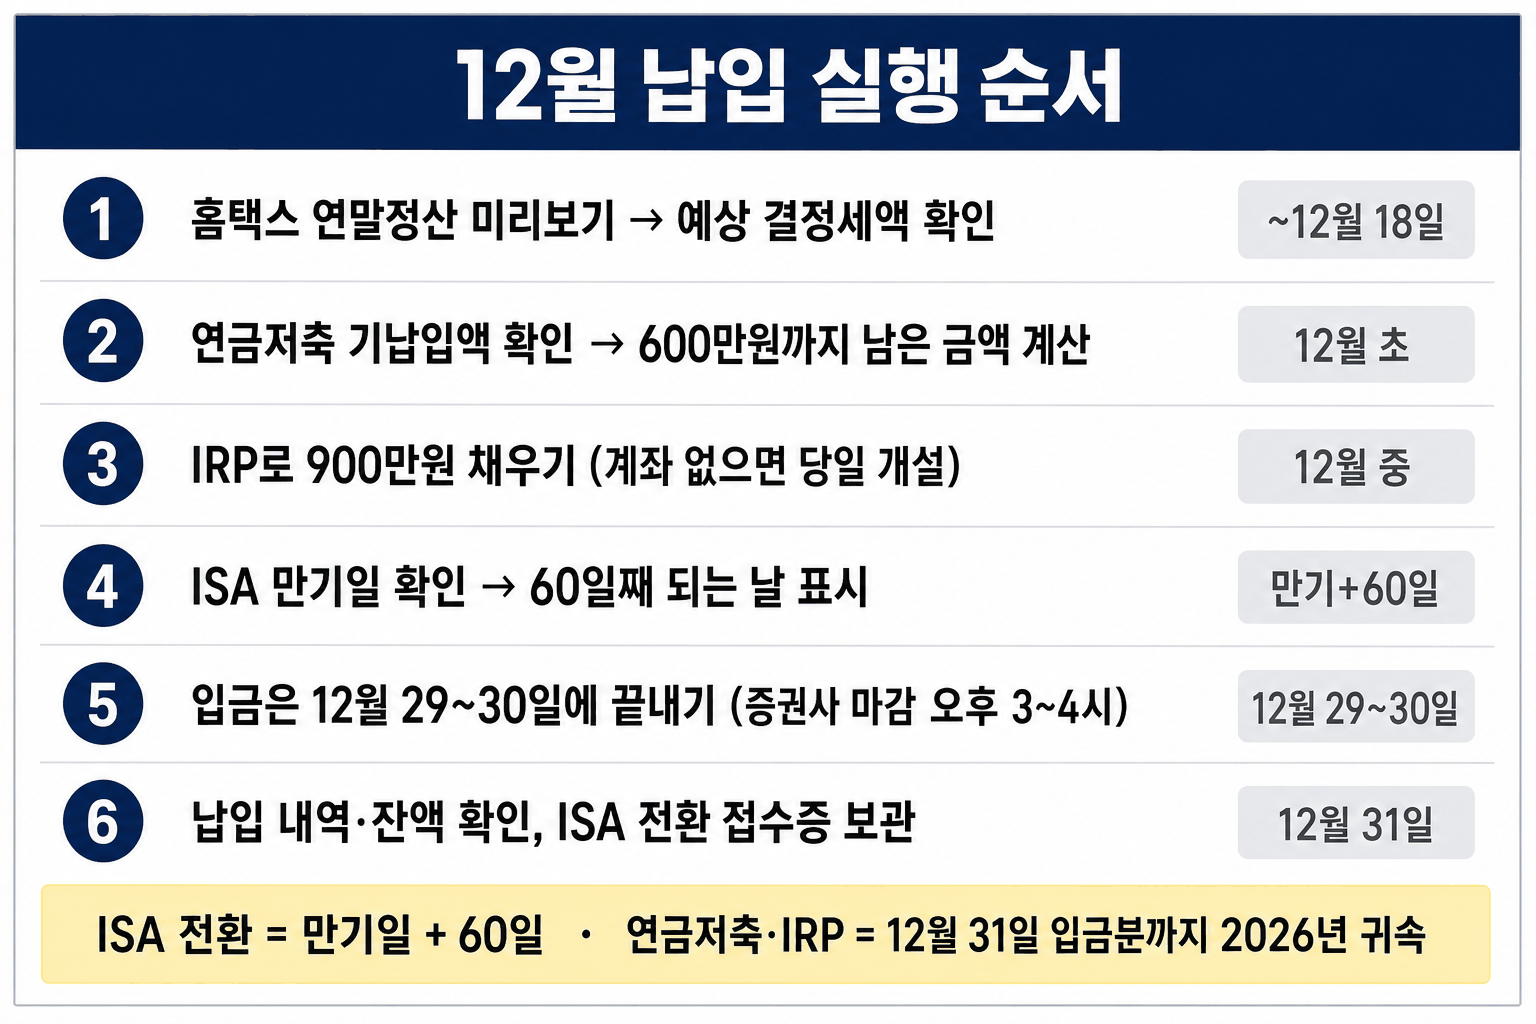 12월 납입 실행 순서
1 홈택스 연말정산 미리보기 → 예상 결정세액 확인 ~12월 18일
2 연금저축 기납입액 확인 → 600만원까지 남은 금액 계산 12월 초
3 IRP로 900만원 채우기 (계좌 없으면 당일 개설) 12월 중
4 ISA 만기일 확인 → 60일째 되는 날 표시 만기+60일
5 입금은 12월 29~30일에 끝내기 (증권사 마감 오후 3~4시) 12월 29~30일
6 납입 내역·잔액 확인, ISA 전환 접수증 보관 12월 31일
ISA 전환 = 만기일 + 60일 · 연금저축·IRP = 12월 31일 입금분까지 2026년 귀속